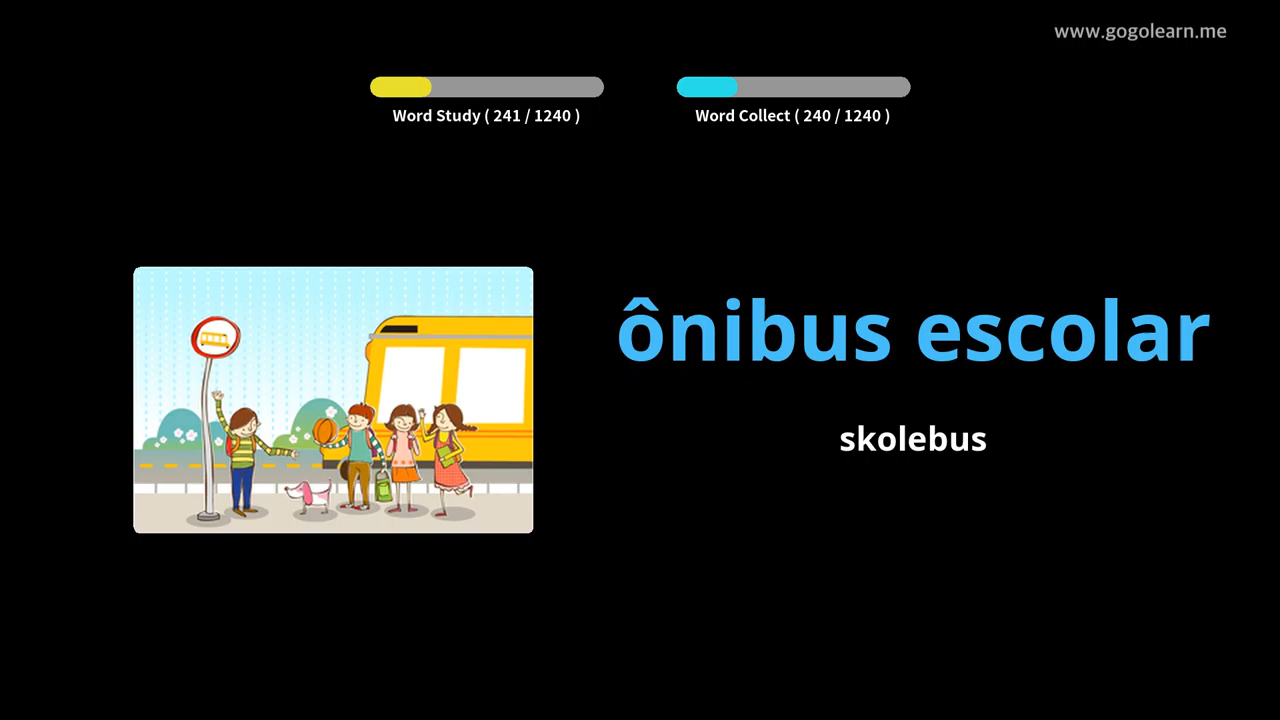 www.gogolearn.me
Word Study ( 241 / 1240 )
Word Collect ( 240 / 1240 )
ônibus escolar
skolebus